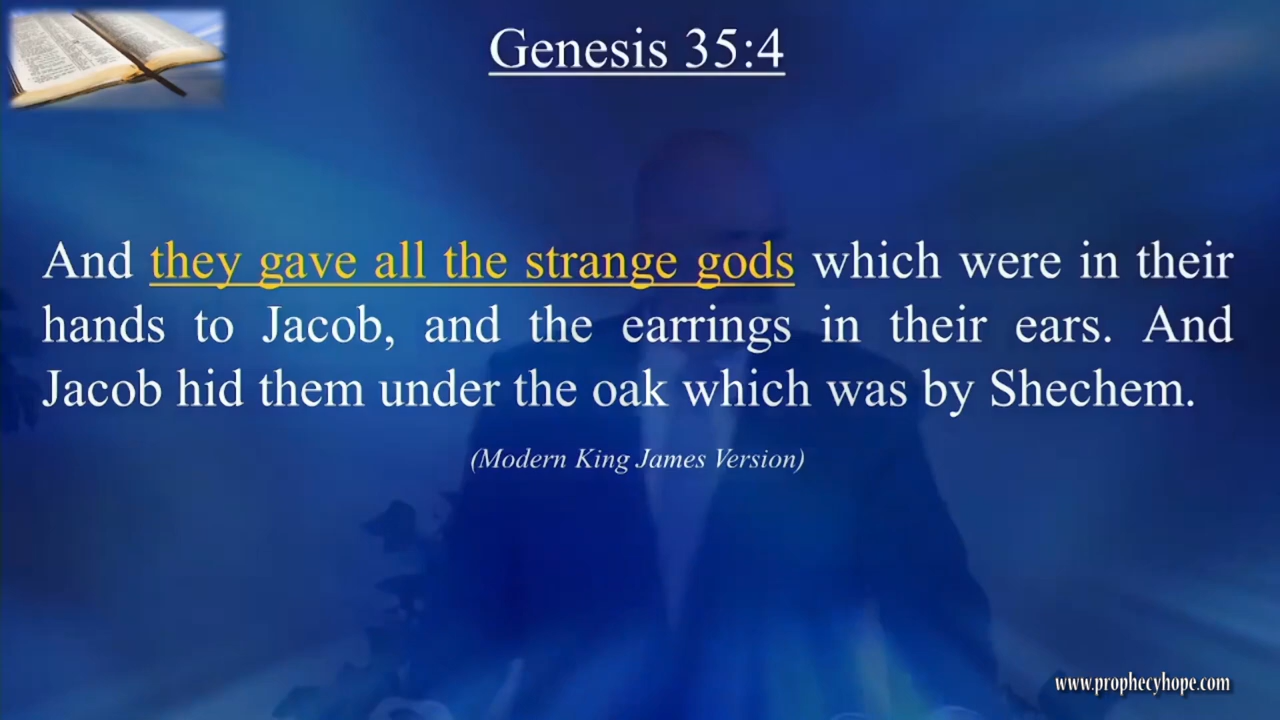 Genesis 35:4
And they gave all the strange gods which were in their
hands to Jacob, and the earrings in their ears. And
Jacob hid them under the oak which was by Shechem.
(Modern King James Version)
www.prophecyhope.com